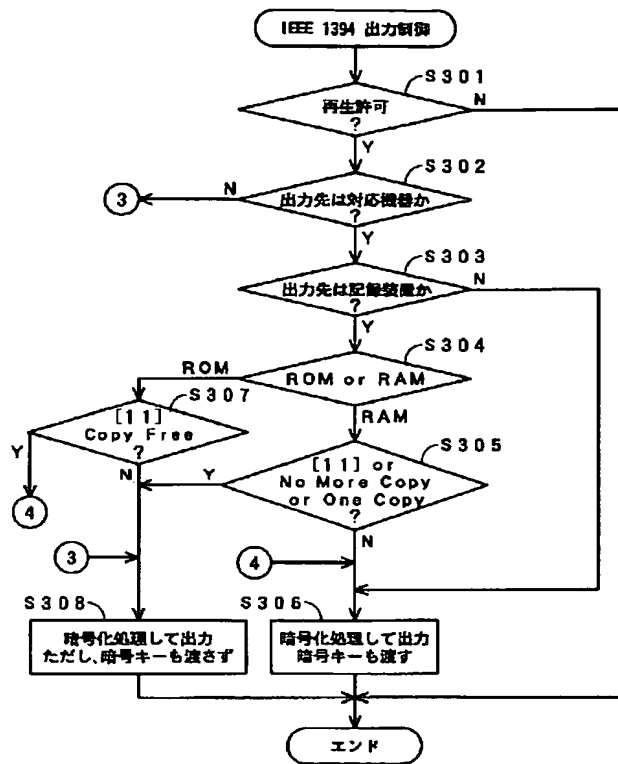 IEEE 1394 出力制御
S301
再生許可
?
N
Y
S302
N
出力先は対応機器か
?
3
Y
S303
N
出力先は記録装置か
?
Y
S304
ROM
ROM or RAM
S307
RAM
[11]
Copy Free
?
Y
N
S305
[11] or
No More Copy
or One Copy
?
Y
N
4
3
4
S308
S306
暗号化処理して出力
ただし、暗号キーも渡さず
暗号化処理して出力
暗号キーも渡す
エンド